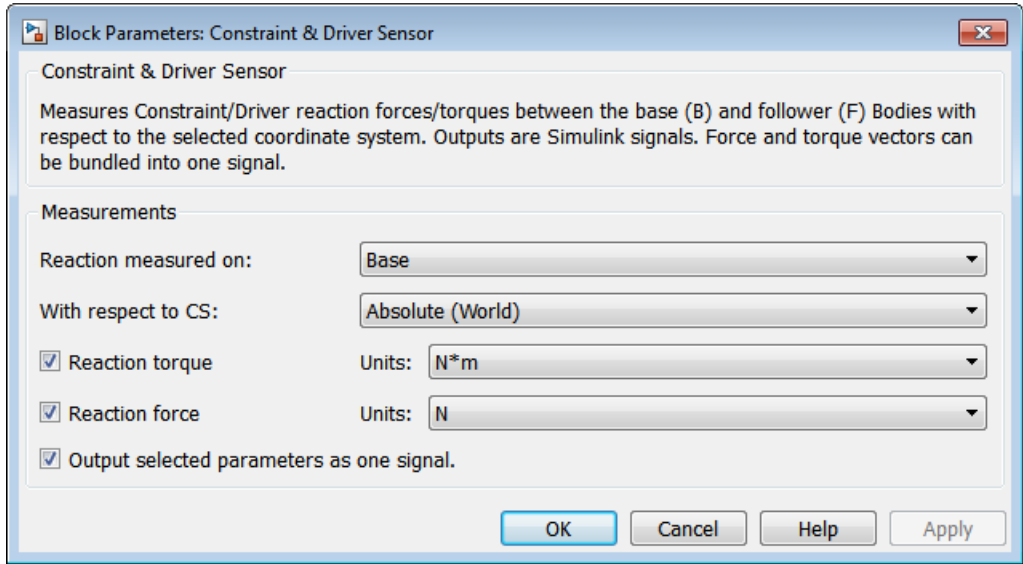 Block Parameters: Constraint & Driver Sensor
Constraint & Driver Sensor
Measures Constraint/Driver reaction forces/torques between the base (B) and follower (F) Bodies with
respect to the selected coordinate system. Outputs are Simulink signals. Force and torque vectors can
be bundled into one signal.
Measurements
Reaction measured on: Base
With respect to CS: Absolute (World)
Reaction torque Units: N*m
Reaction force Units: N
Output selected parameters as one signal.
OK Cancel Help Apply